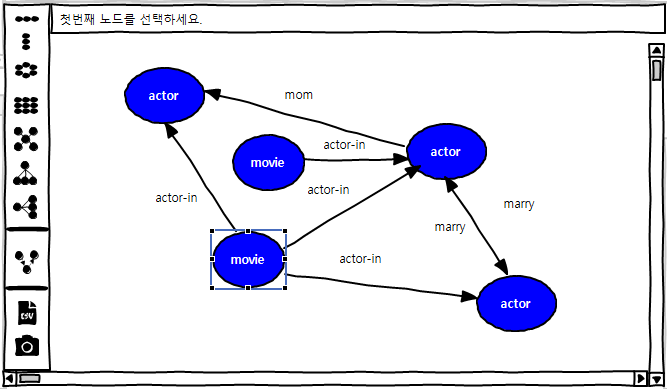 첫번째 노드를 선택하세요.
actor
mom
actor
actor-in
movie
actor-in
actor-in
marry
marry
movie
actor-in
actor
CSV